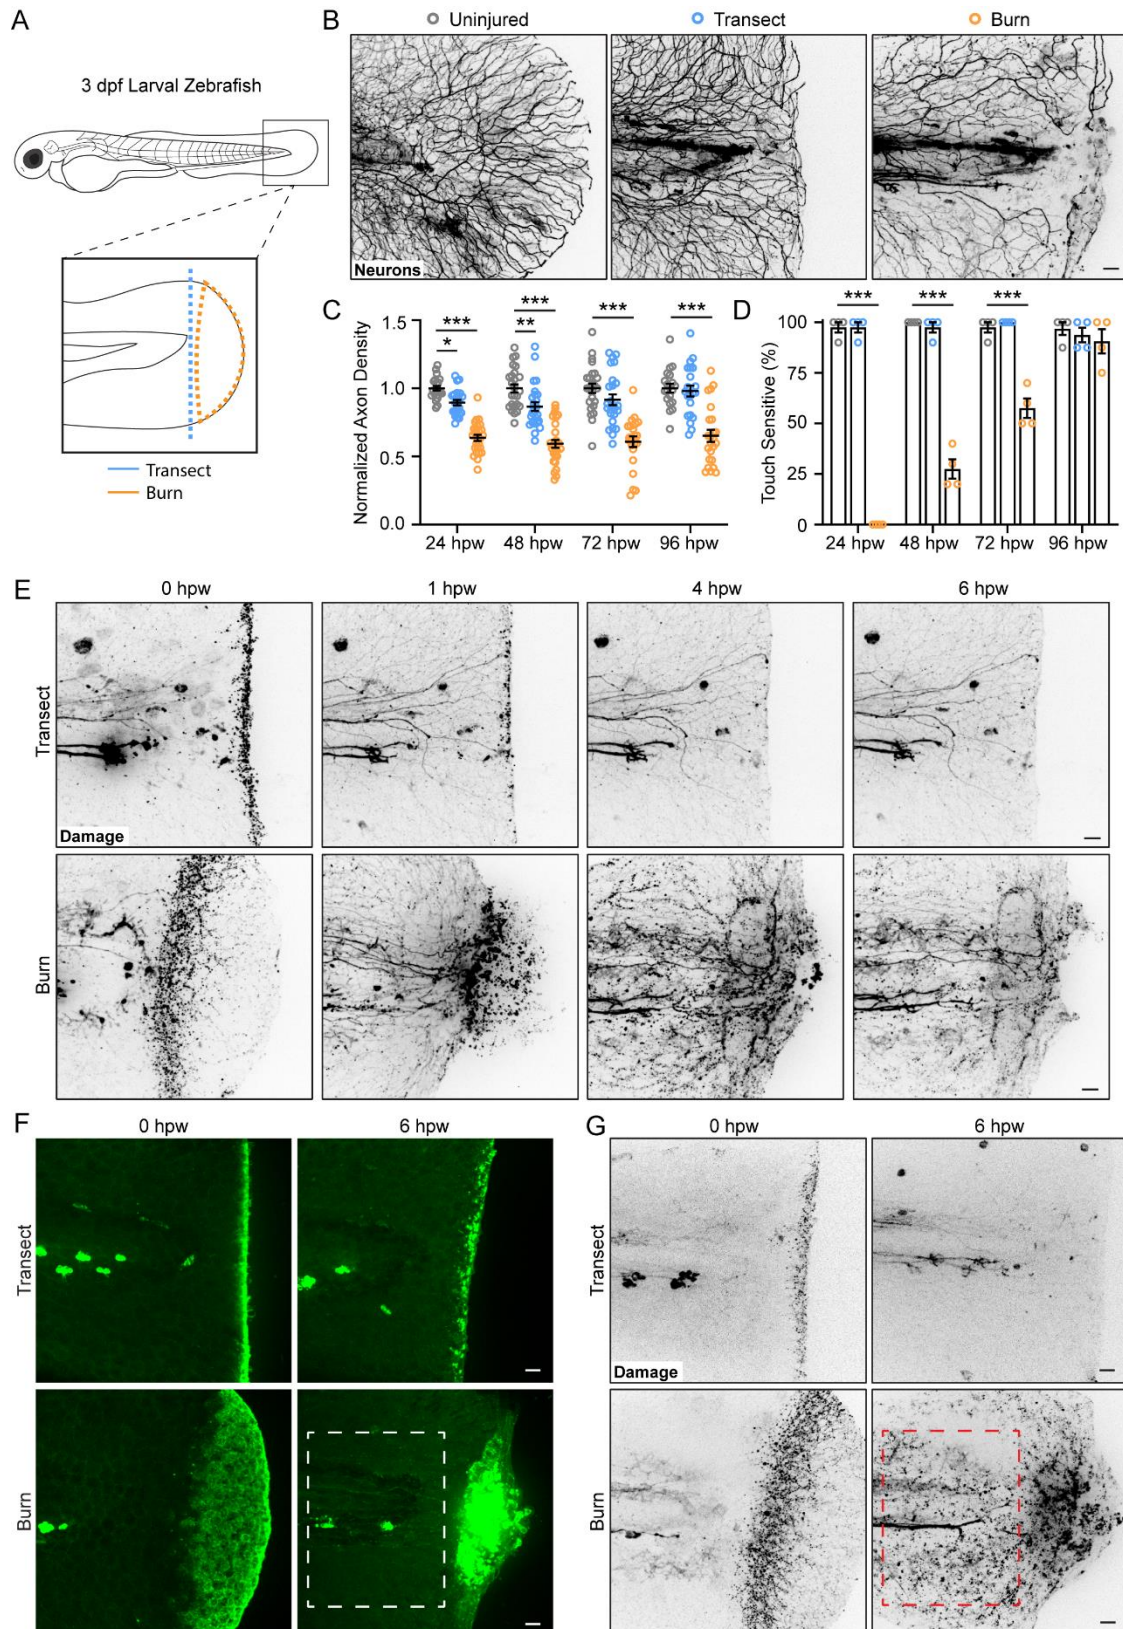 A
3 dpf Larval Zebrafish
Transect
Burn
B
Uninjured
Transect
Burn
Neurons
C
Normalized Axon Density
1.5
1.0
0.5
0.0
***
*
***
**
***
***
24 hpw
48 hpw
72 hpw
96 hpw
D
Touch Sensitive (%)
100
75
50
25
0
***
***
***
24 hpw
48 hpw
72 hpw
96 hpw
E
0 hpw
1 hpw
4 hpw
6 hpw
Transect
Damage
Burn
F
0 hpw
6 hpw
Transect
Burn
G
0 hpw
6 hpw
Transect
Damage
Burn